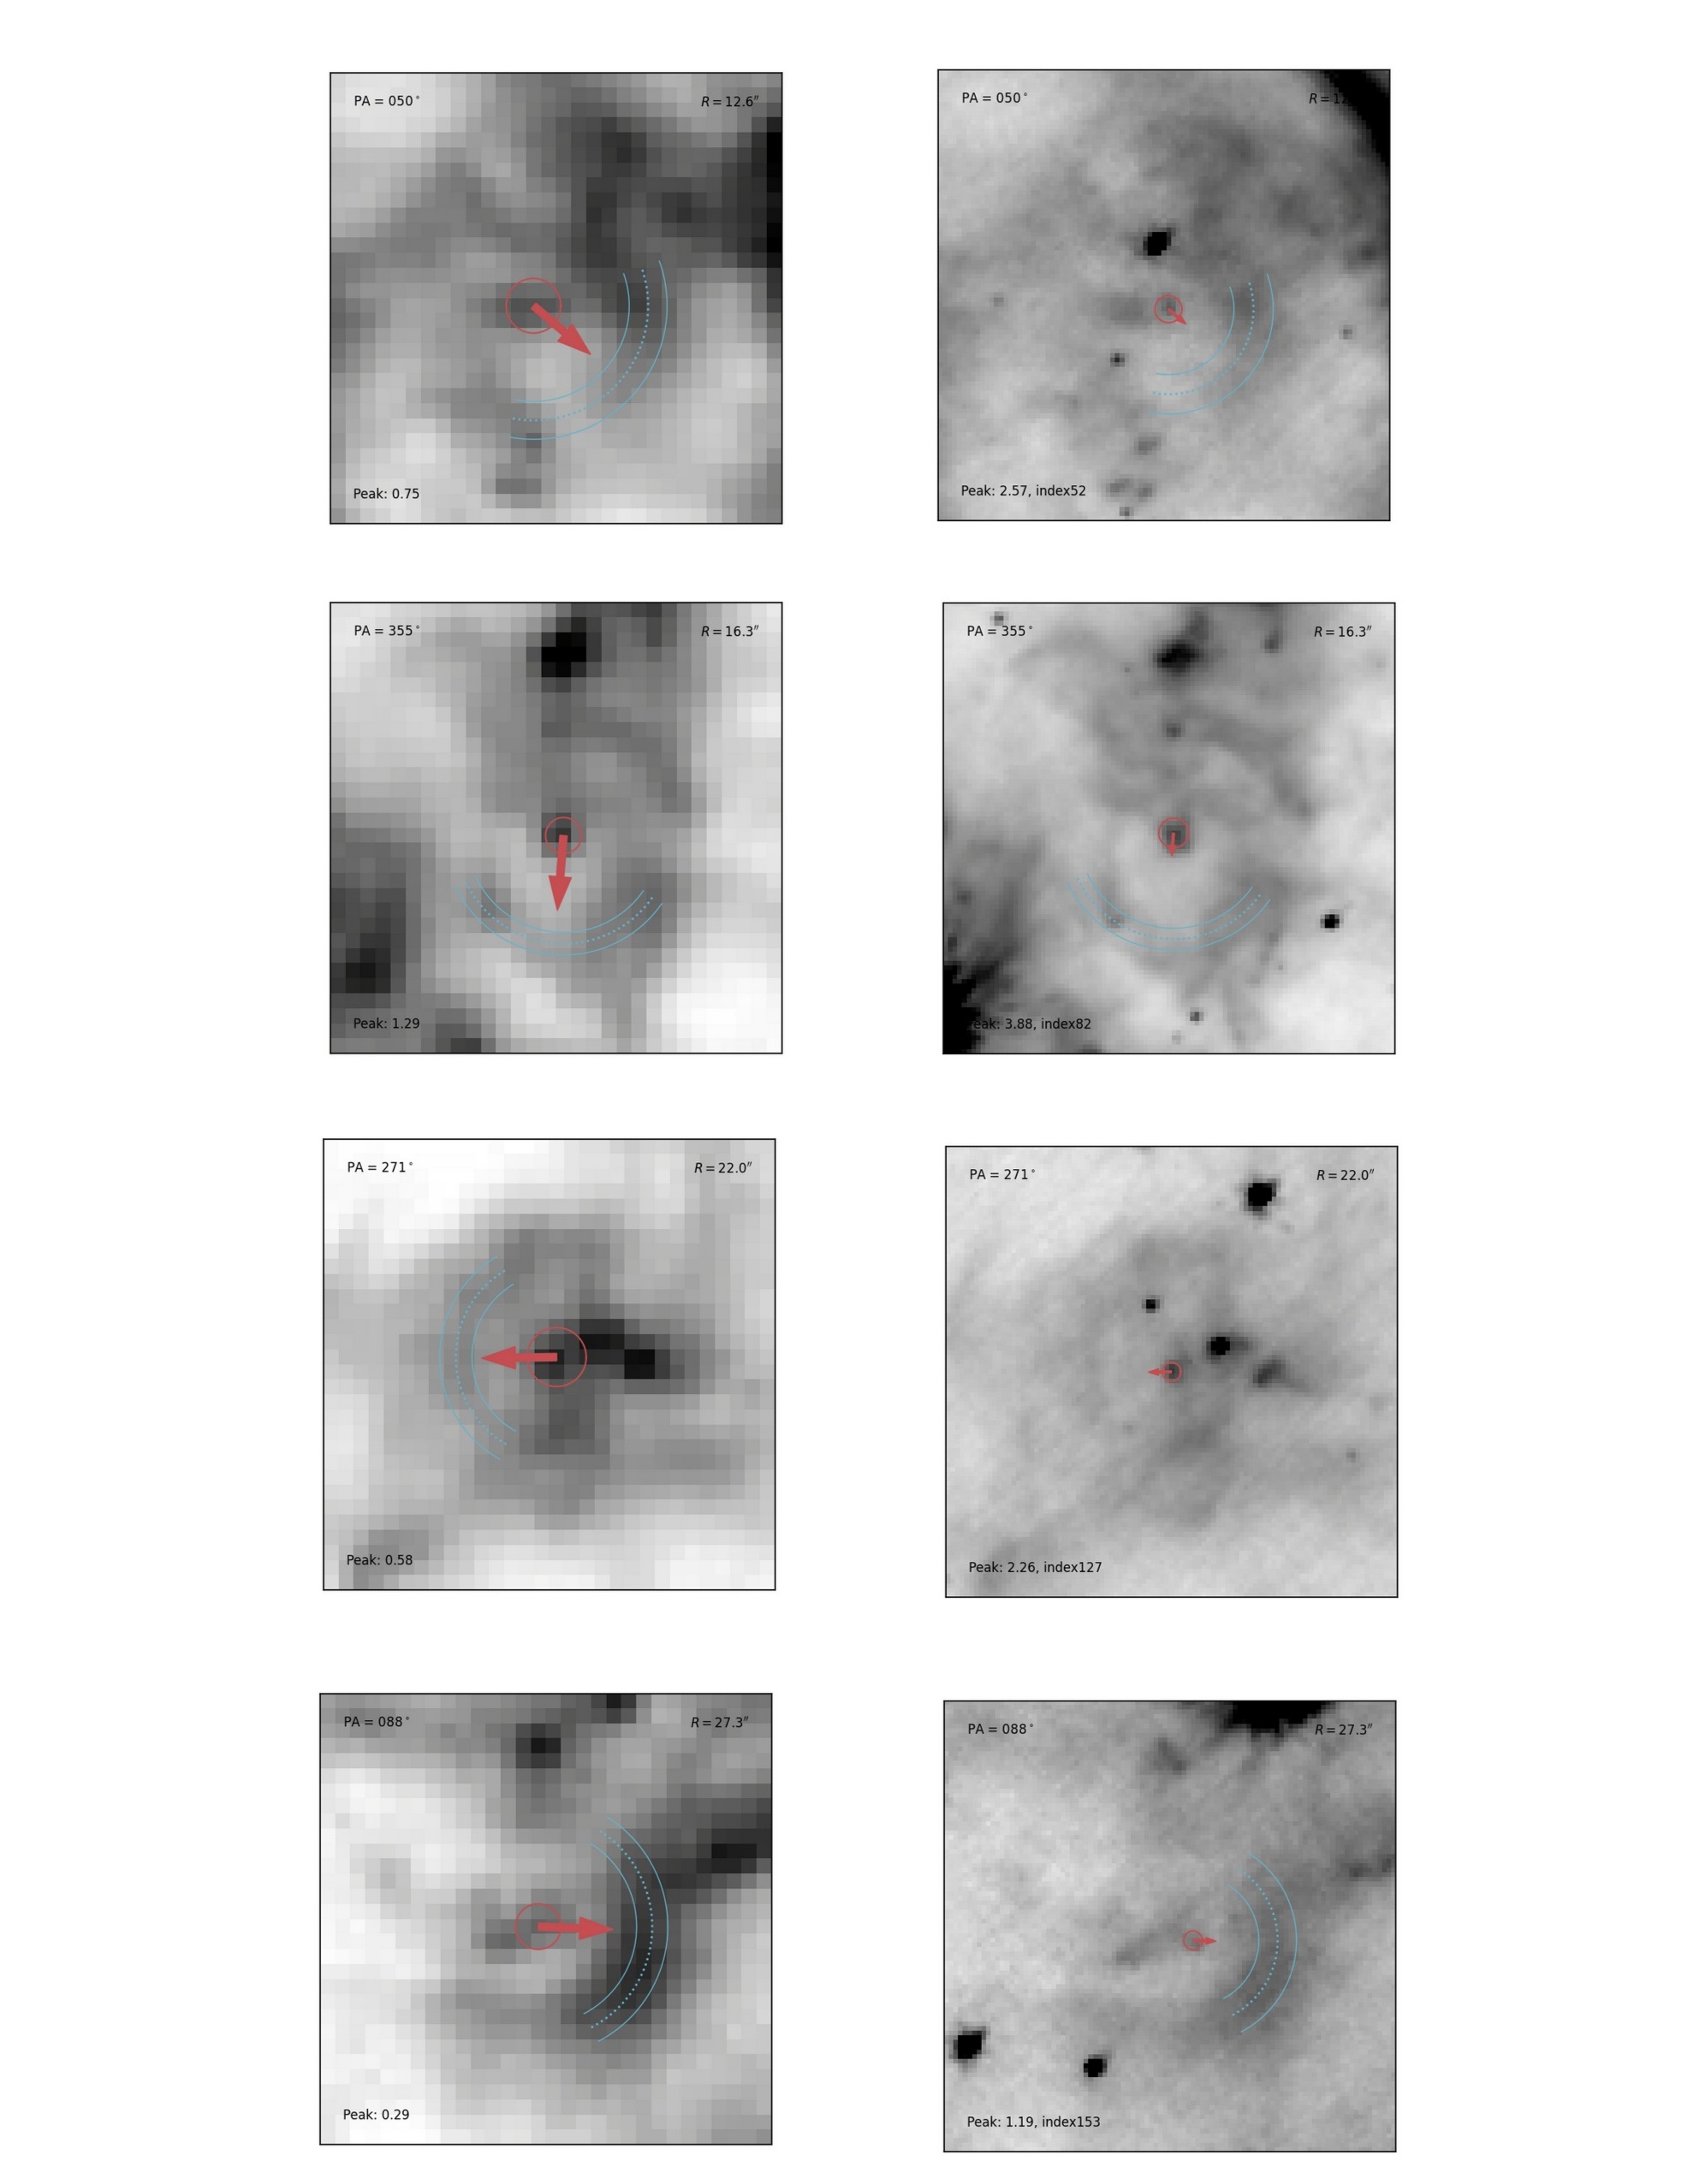 PA = 050° R = 12.6″
Peak: 0.75
PA = 050° R = 1
Peak: 2.57, index52
PA = 355° R = 16.3″
Peak: 1.29
PA = 355° R = 16.3″
eak: 3.88, index82
PA = 271° R = 22.0″
Peak: 0.58
PA = 271° R = 22.0″
Peak: 2.26, index127
PA = 088° R = 27.3″
Peak: 0.29
PA = 088° R = 27.3″
Peak: 1.19, index153